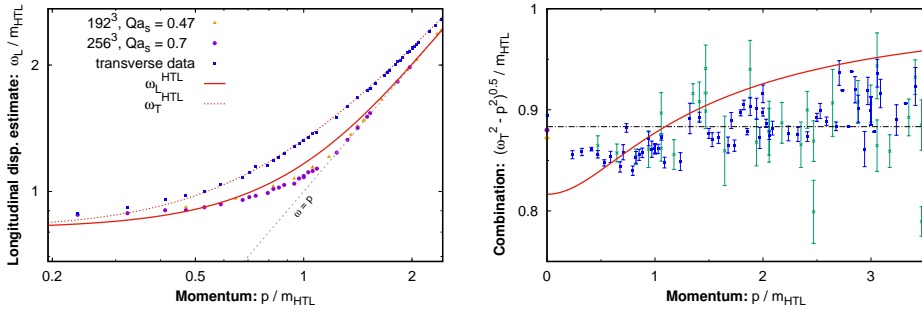 Longitudinal disp. estimate: ω_L / m_HTL
2
1
192^3, Qa_s = 0.47
256^3, Qa_s = 0.7
transverse data
ω_L^HTL
ω_T^HTL
ω = p
0.2
0.5
1
2
Momentum: p / m_HTL
Combination: (ω_T^2 - p^2)^0.5 / m_HTL
1
0.9
0.8
0
1
2
3
Momentum: p / m_HTL